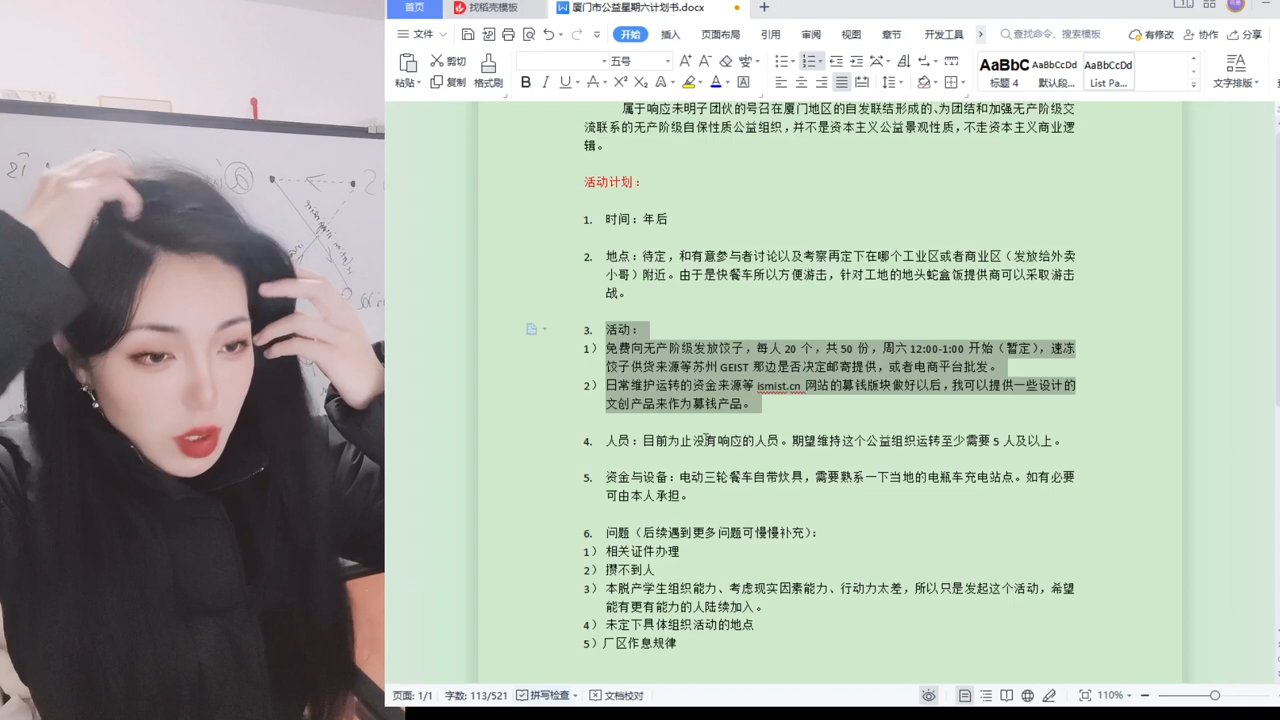 首页
找稻壳模板
厦门市公益星期六计划书.docx
文件
开始
插入
页面布局
引用
审阅
视图
章节
开发工具
查找命令、搜索模板
有修改
协作
分享
粘贴
剪切
复制
格式刷
五号
AaBbC
AaBbCcDd
AaBbCcDd
标题 4
默认段...
List Pa...
文字排版
属于响应未明子团伙的号召在厦门地区的自发联结形成的、为团结和加强无产阶级交
流联系的无产阶级自保性质公益组织，并不是资本主义公益景观性质，不走资本主义商业逻
辑。
活动计划：
1. 时间：年后
2. 地点：待定，和有意参与者讨论以及考察再定下在哪个工业区或者商业区（发放给外卖
小哥）附近。由于是快餐车所以方便游击，针对工地的地头蛇盒饭提供商可以采取游击
战。
3. 活动：
1） 免费向无产阶级发放饺子，每人 20 个，共 50 份，周六 12:00-1:00 开始（暂定），速冻
饺子供货来源等苏州 GEIST 那边是否决定邮寄提供，或者电商平台批发。
2） 日常维护运转的资金来源等 ismist.cn 网站的募钱版块做好以后，我可以提供一些设计的
文创产品来作为募钱产品。
4. 人员：目前为止没有响应的人员。期望维持这个公益组织运转至少需要 5 人及以上。
5. 资金与设备：电动三轮餐车自带炊具，需要熟系一下当地的电瓶车充电站点。如有必要
可由本人承担。
6. 问题（后续遇到更多问题可慢慢补充）：
1） 相关证件办理
2） 攒不到人
3） 本脱产学生组织能力、考虑现实因素能力、行动力太差，所以只是发起这个活动，希望
能有更有能力的人陆续加入。
4） 未定下具体组织活动的地点
5）厂区作息规律
页面: 1/1
字数: 113/521
拼写检查
文档校对
110%